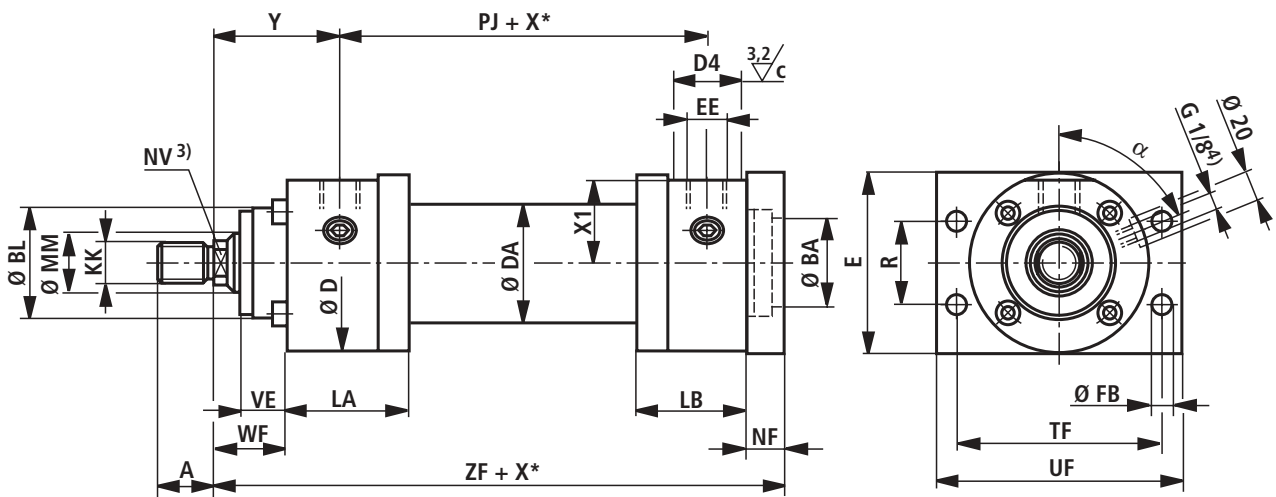 Y
PJ + X*
3,2
D4
c
EE
NV 3)
Ø BL
Ø MM
KK
Ø D
Ø DA
X1
Ø BA
E
R
α
G 1/8 4)
Ø 20
VE
LA
LB
Ø FB
WF
NF
TF
A
ZF + X*
UF